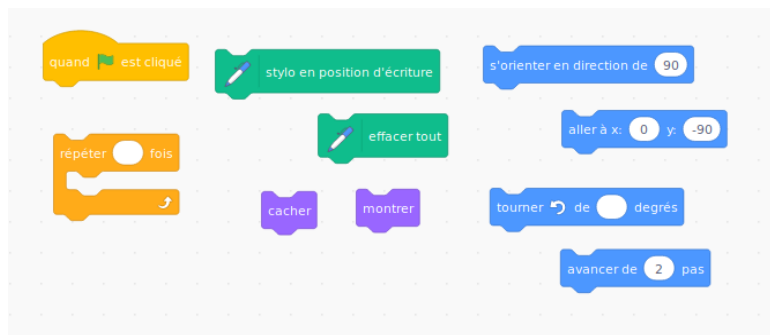 quand est cliqué
stylo en position d'écriture
s'orienter en direction de 90
effacer tout
aller à x: 0 y: -90
répéter fois
cacher
montrer
tourner de degrés
avancer de 2 pas